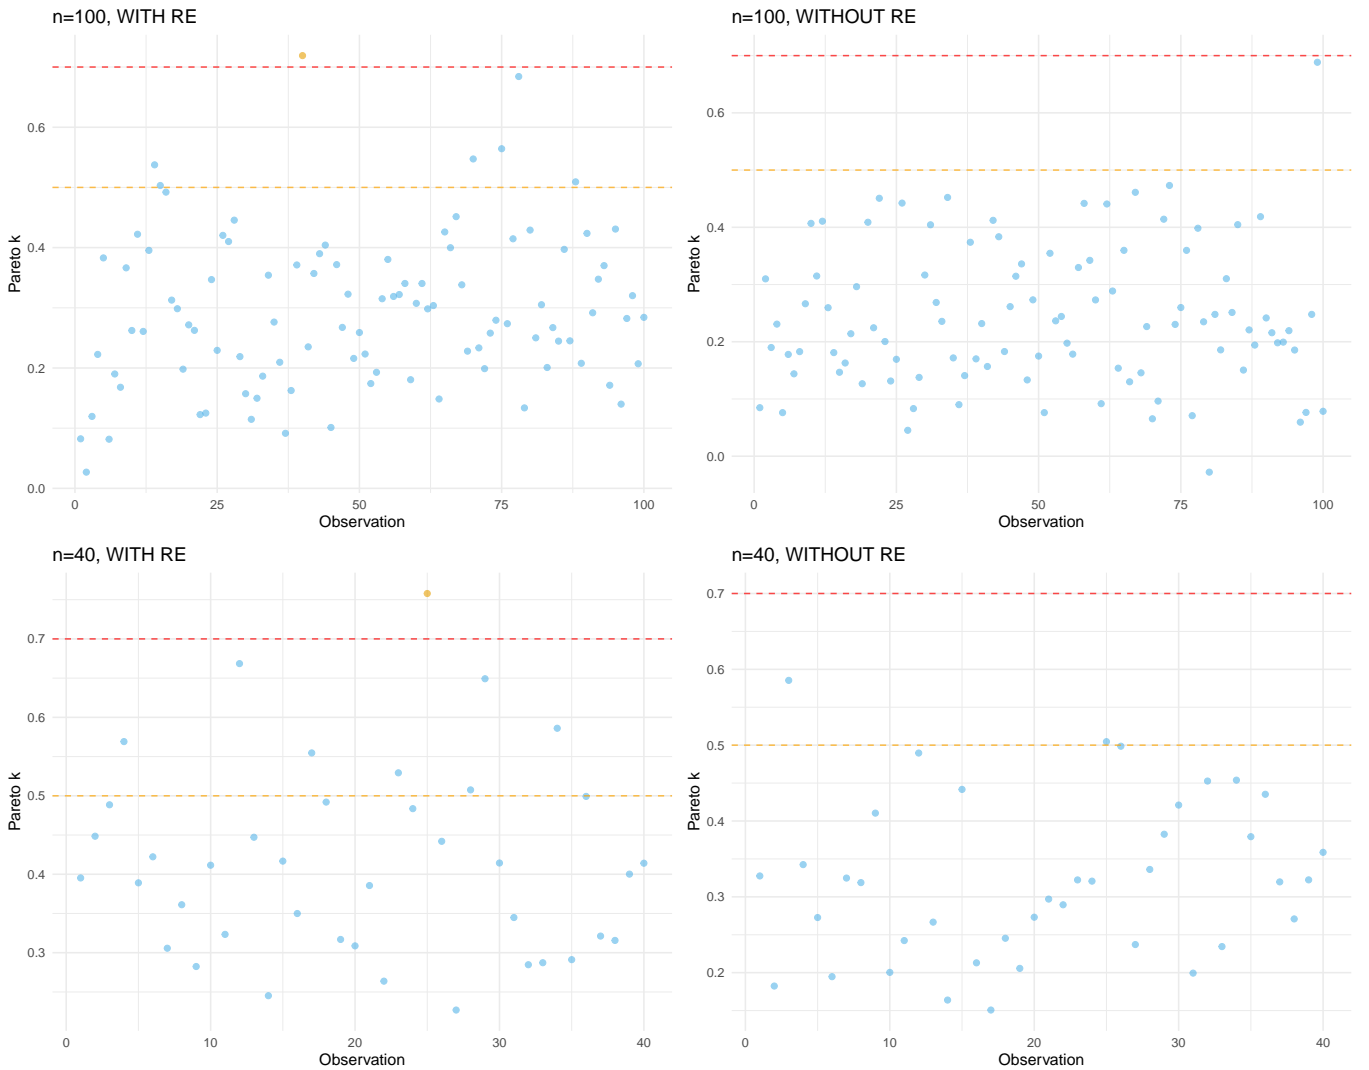 n=100, WITH RE
Pareto k
0.6
0.4
0.2
0.0
0 25 50 75 100
Observation
n=100, WITHOUT RE
Pareto k
0.6
0.4
0.2
0.0
0 25 50 75 100
Observation
n=40, WITH RE
Pareto k
0.7
0.6
0.5
0.4
0.3
0 10 20 30 40
Observation
n=40, WITHOUT RE
Pareto k
0.7
0.6
0.5
0.4
0.3
0.2
0 10 20 30 40
Observation